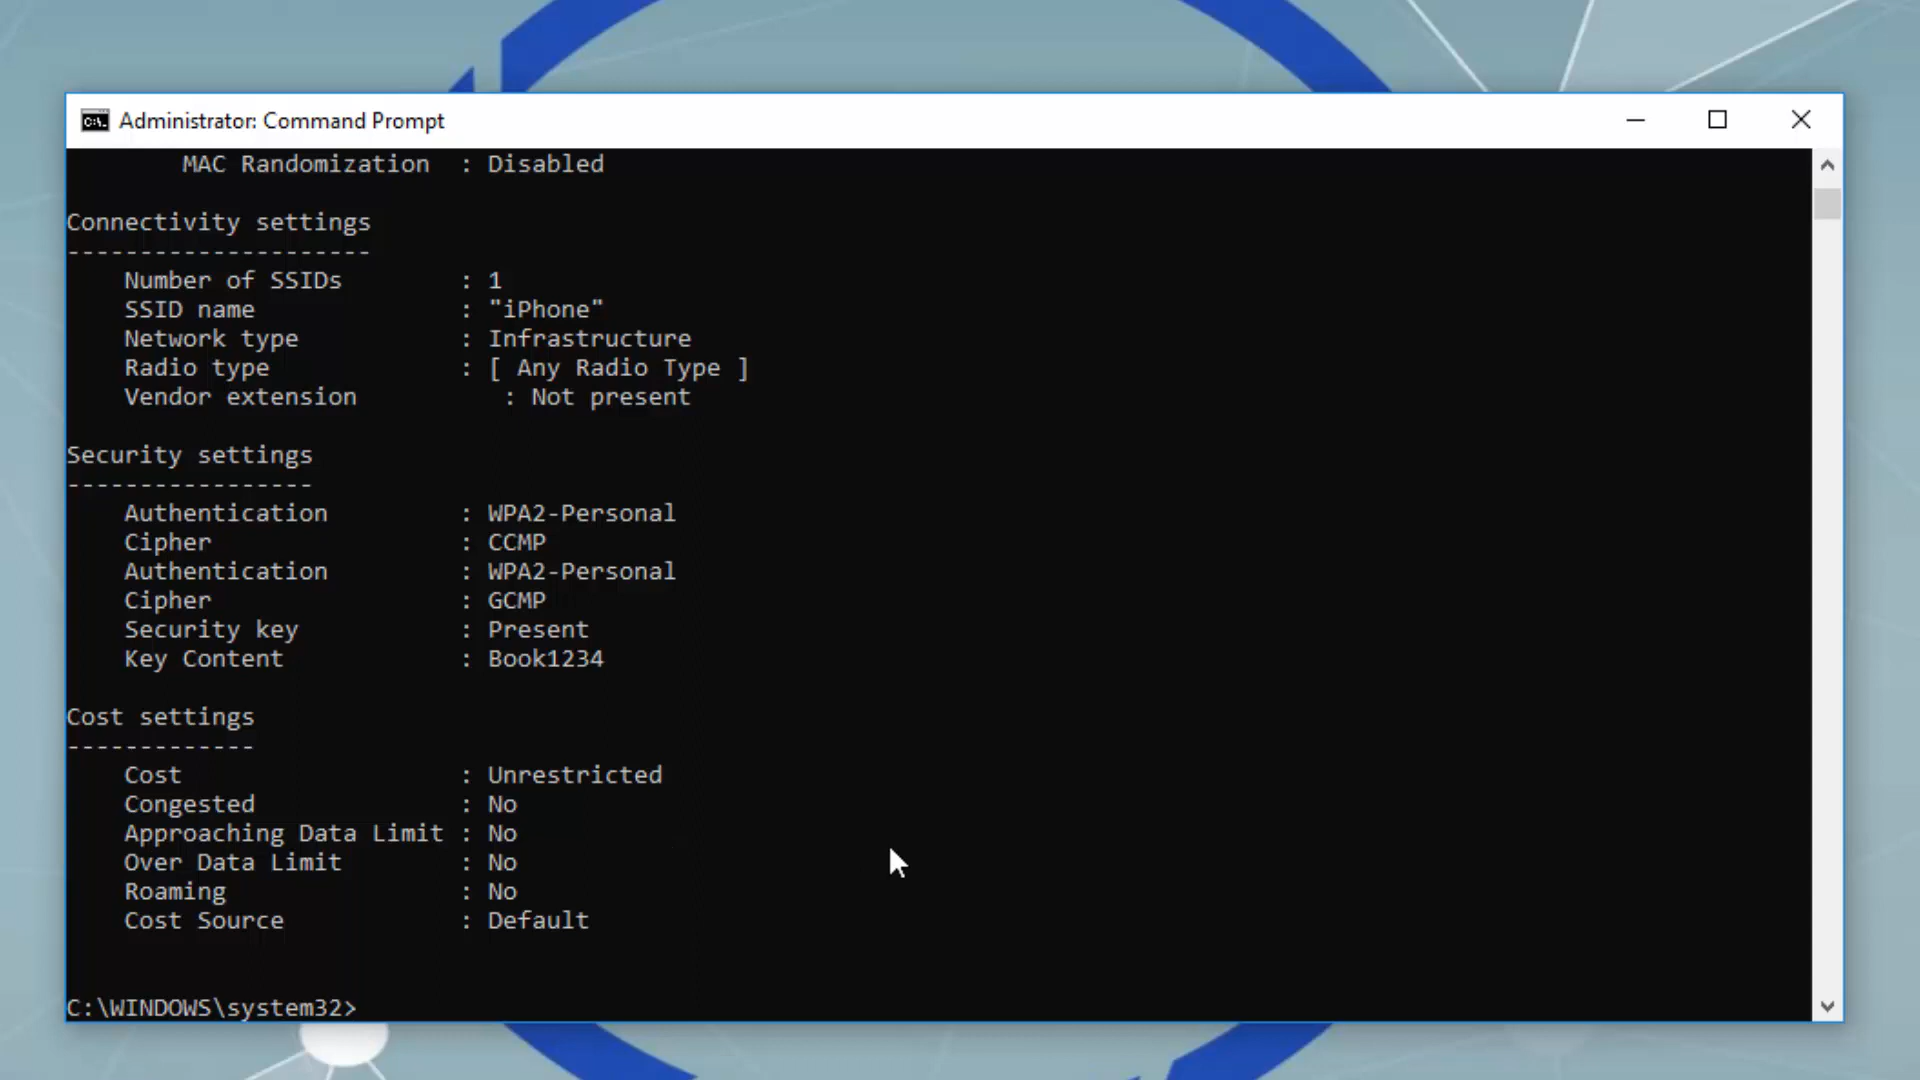 Administrator: Command Prompt
MAC Randomization : Disabled
Connectivity settings
---------------------
Number of SSIDs : 1
SSID name : "iPhone"
Network type : Infrastructure
Radio type : [ Any Radio Type ]
Vendor extension : Not present
Security settings
-----------------
Authentication : WPA2-Personal
Cipher : CCMP
Authentication : WPA2-Personal
Cipher : GCMP
Security key : Present
Key Content : Book1234
Cost settings
-------------
Cost : Unrestricted
Congested : No
Approaching Data Limit : No
Over Data Limit : No
Roaming : No
Cost Source : Default
C:\WINDOWS\system32>